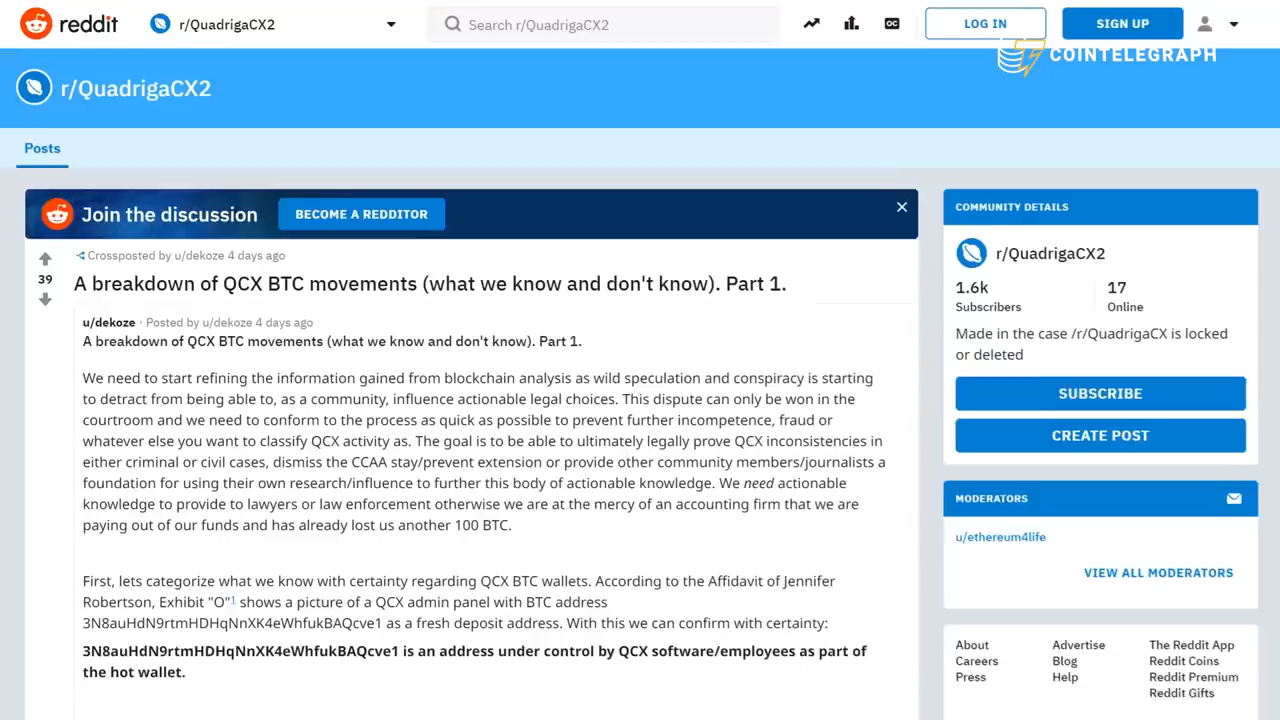 reddit
r/QuadrigaCX2
Search r/QuadrigaCX2
LOG IN
SIGN UP
COINTELEGRAPH
r/QuadrigaCX2
Posts
Join the discussion
BECOME A REDDITOR
39
Crossposted by u/dekoze 4 days ago
A breakdown of QCX BTC movements (what we know and don't know). Part 1.
u/dekoze · Posted by u/dekoze 4 days ago
A breakdown of QCX BTC movements (what we know and don't know). Part 1.
We need to start refining the information gained from blockchain analysis as wild speculation and conspiracy is starting
to detract from being able to, as a community, influence actionable legal choices. This dispute can only be won in the
courtroom and we need to conform to the process as quick as possible to prevent further incompetence, fraud or
whatever else you want to classify QCX activity as. The goal is to be able to ultimately legally prove QCX inconsistencies in
either criminal or civil cases, dismiss the CCAA stay/prevent extension or provide other community members/journalists a
foundation for using their own research/influence to further this body of actionable knowledge. We need actionable
knowledge to provide to lawyers or law enforcement otherwise we are at the mercy of an accounting firm that we are
paying out of our funds and has already lost us another 100 BTC.
First, lets categorize what we know with certainty regarding QCX BTC wallets. According to the Affidavit of Jennifer
Robertson, Exhibit "O"1 shows a picture of a QCX admin panel with BTC address
3N8auHdN9rtmHDHqNnXK4eWhfukBAQcve1 as a fresh deposit address. With this we can confirm with certainty:
3N8auHdN9rtmHDHqNnXK4eWhfukBAQcve1 is an address under control by QCX software/employees as part of
the hot wallet.
COMMUNITY DETAILS
r/QuadrigaCX2
1.6k
Subscribers
17
Online
Made in the case /r/QuadrigaCX is locked
or deleted
SUBSCRIBE
CREATE POST
MODERATORS
u/ethereum4life
VIEW ALL MODERATORS
About
Careers
Press
Advertise
Blog
Help
The Reddit App
Reddit Coins
Reddit Premium
Reddit Gifts